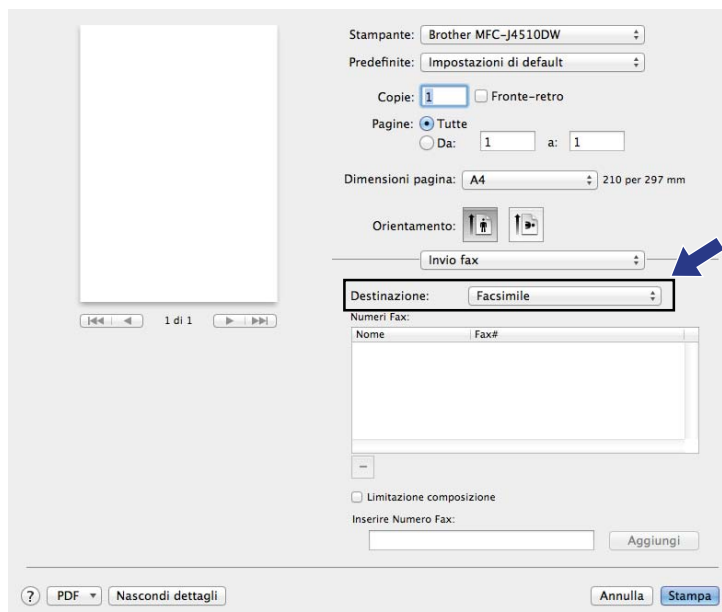 Stampante: Brother MFC-J4510DW
Predefinite: Impostazioni di default
Copie: 1 Fronte-retro
Pagine: Tutte
Da: 1 a: 1
Dimensioni pagina: A4 210 per 297 mm
Orientamento:
Invio fax
Destinazione: Facsimile
1 di 1
Numeri Fax:
Nome Fax#
Limitazione composizione
Inserire Numero Fax:
Aggiungi
? PDF Nascondi dettagli Annulla Stampa